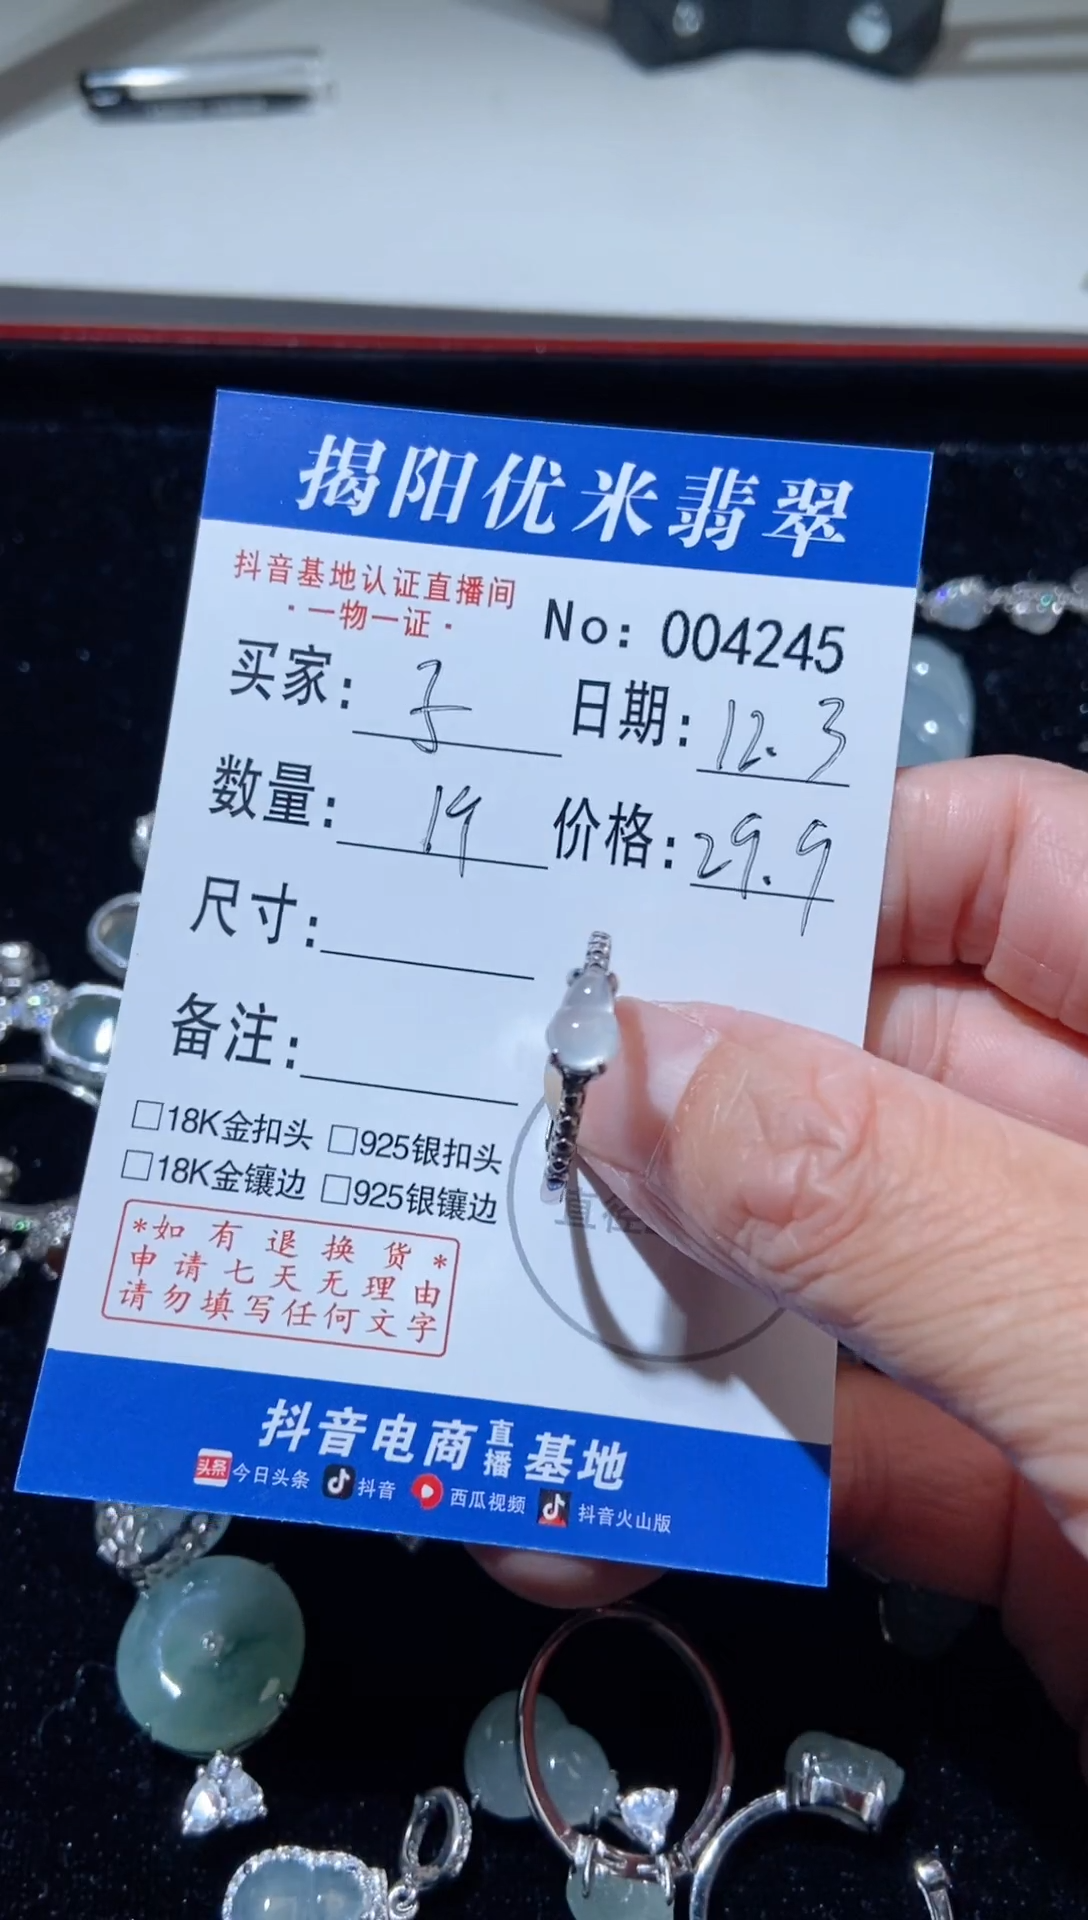 揭阳优米翡翠
抖音基地认证直播间
·一物一证·
No: 004245
买家: 子
日期: 12.3
数量: 19
价格: 29.9
尺寸:
备注:
□18K金扣头 □925银扣头
□18K金镶边 □925银镶边
*如有退换货*
申请七天无理由
请勿填写任何文字
直径
抖音电商直播基地
头条 今日头条 抖音 西瓜视频 抖音火山版